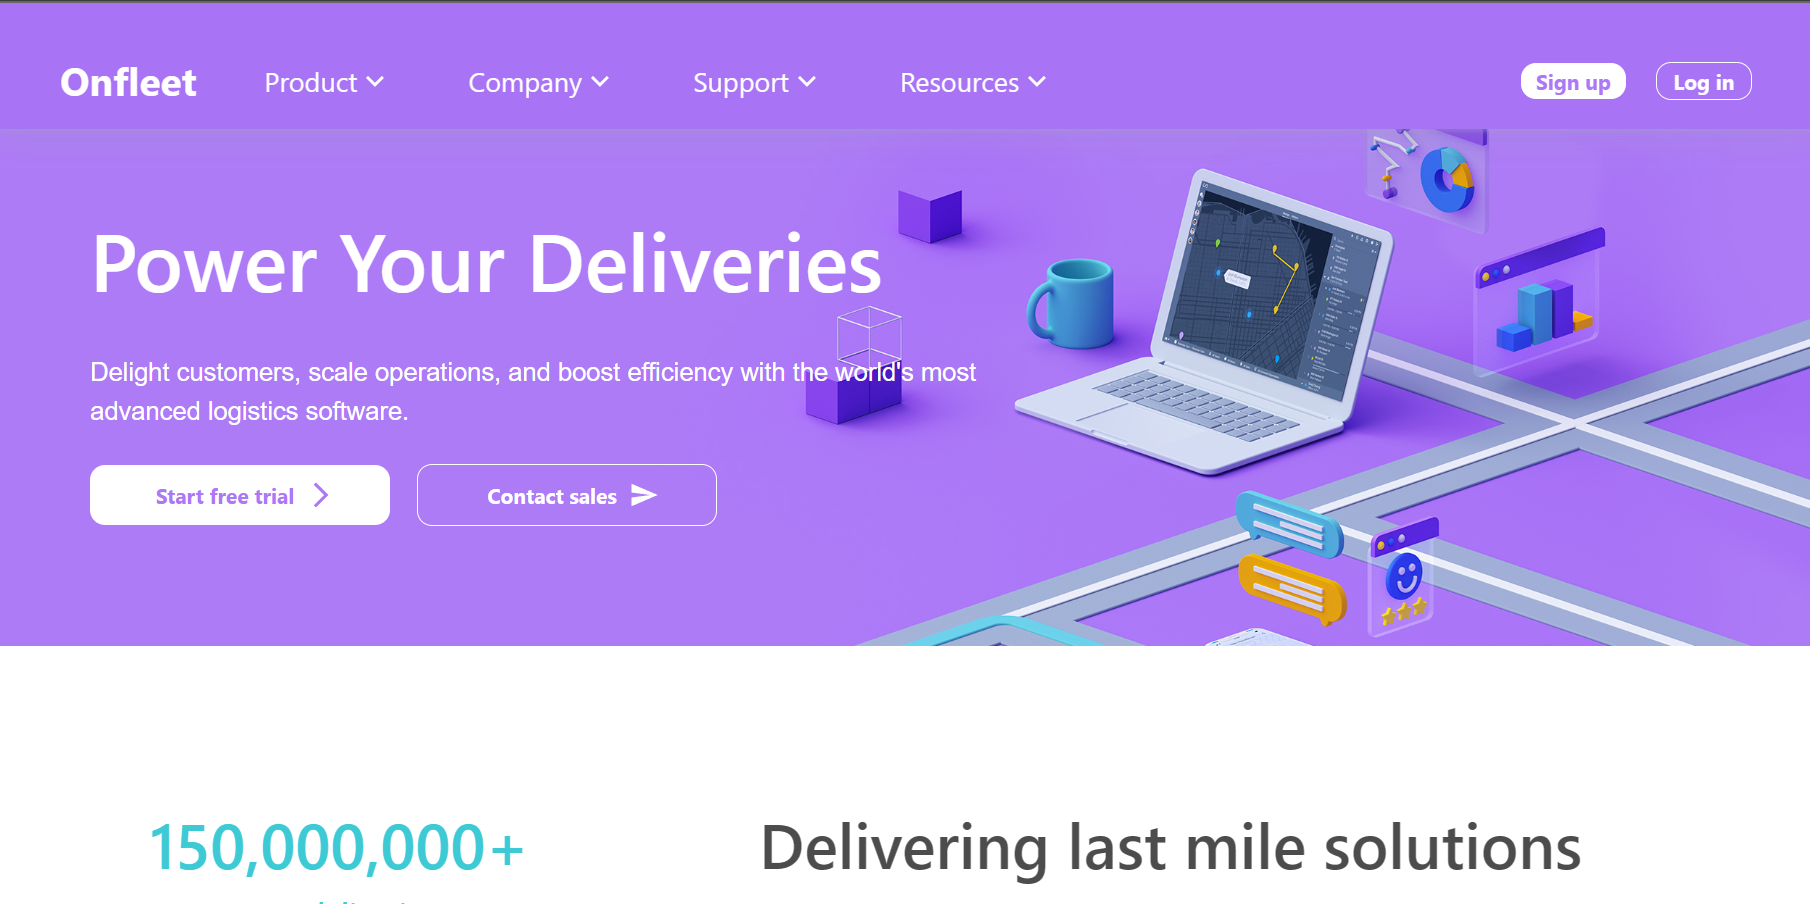 Onfleet
Product
Company
Support
Resources
Sign up
Log in
Power Your Deliveries
Delight customers, scale operations, and boost efficiency with the world's most
advanced logistics software.
Start free trial
Contact sales
150,000,000+
Delivering last mile solutions